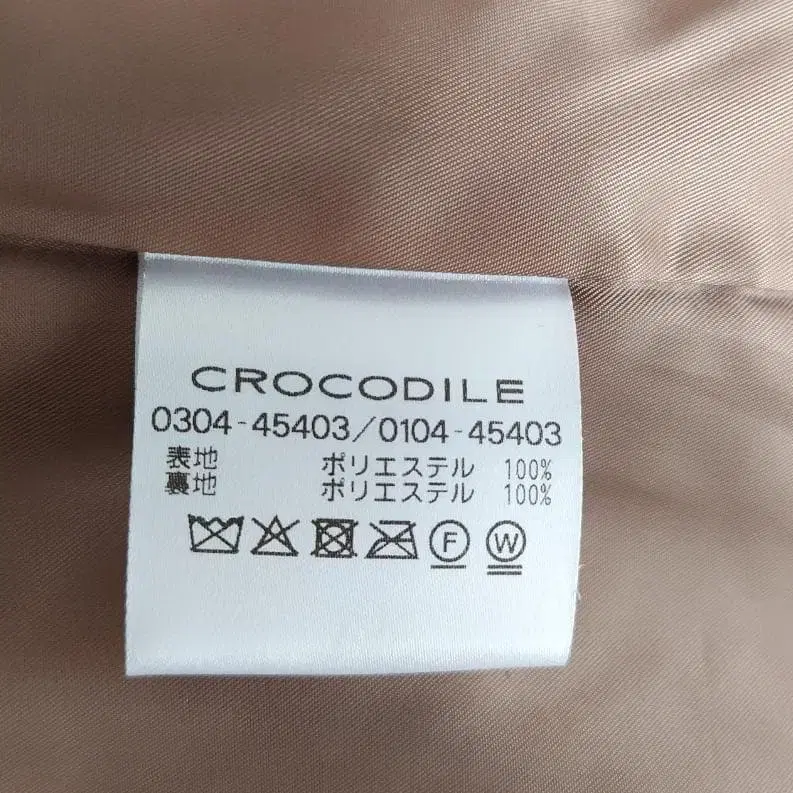 CROCODILE
0304-45403/0104-45403
表地 ポリエステル 100%
裏地 ポリエステル 100%
F W